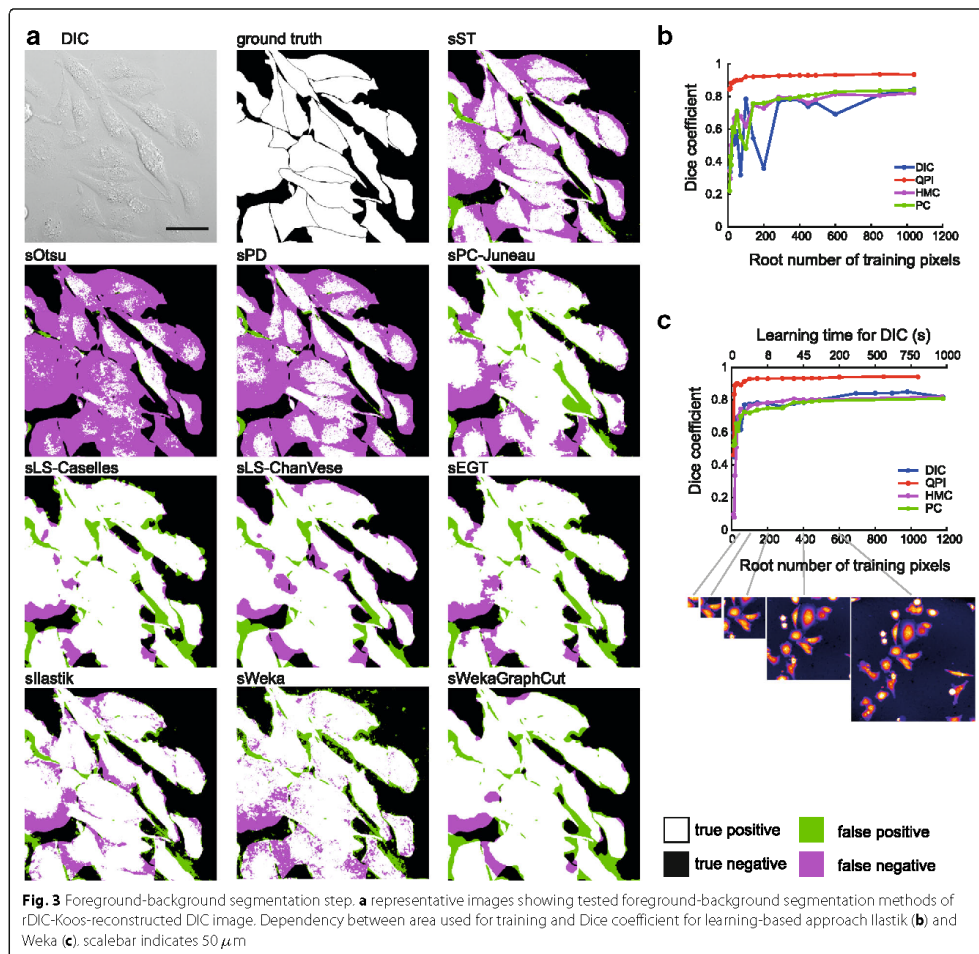 a
DIC
ground truth
sST
sOtsu
sPD
sPC-Juneau
sLS-Caselles
sLS-ChanVese
sEGT
sIlastik
sWeka
sWekaGraphCut
b
1
0.8
0.6
0.4
0.2
0
Dice coefficient
DIC
QPI
HMC
PC
0 200 400 600 800 1000 1200
Root number of training pixels
c
Learning time for DIC (s)
0 8 45 200 500 750 1000
1
0.8
0.6
0.4
0.2
0
Dice coefficient
DIC
QPI
HMC
PC
0 200 400 600 800 1000 1200
Root number of training pixels
true positive
false positive
true negative
false negative
Fig. 3 Foreground-background segmentation step. a representative images showing tested foreground-background segmentation methods of
rDIC-Koos-reconstructed DIC image. Dependency between area used for training and Dice coefficient for learning-based approach Ilastik (b) and
Weka (c). scalebar indicates 50 μm